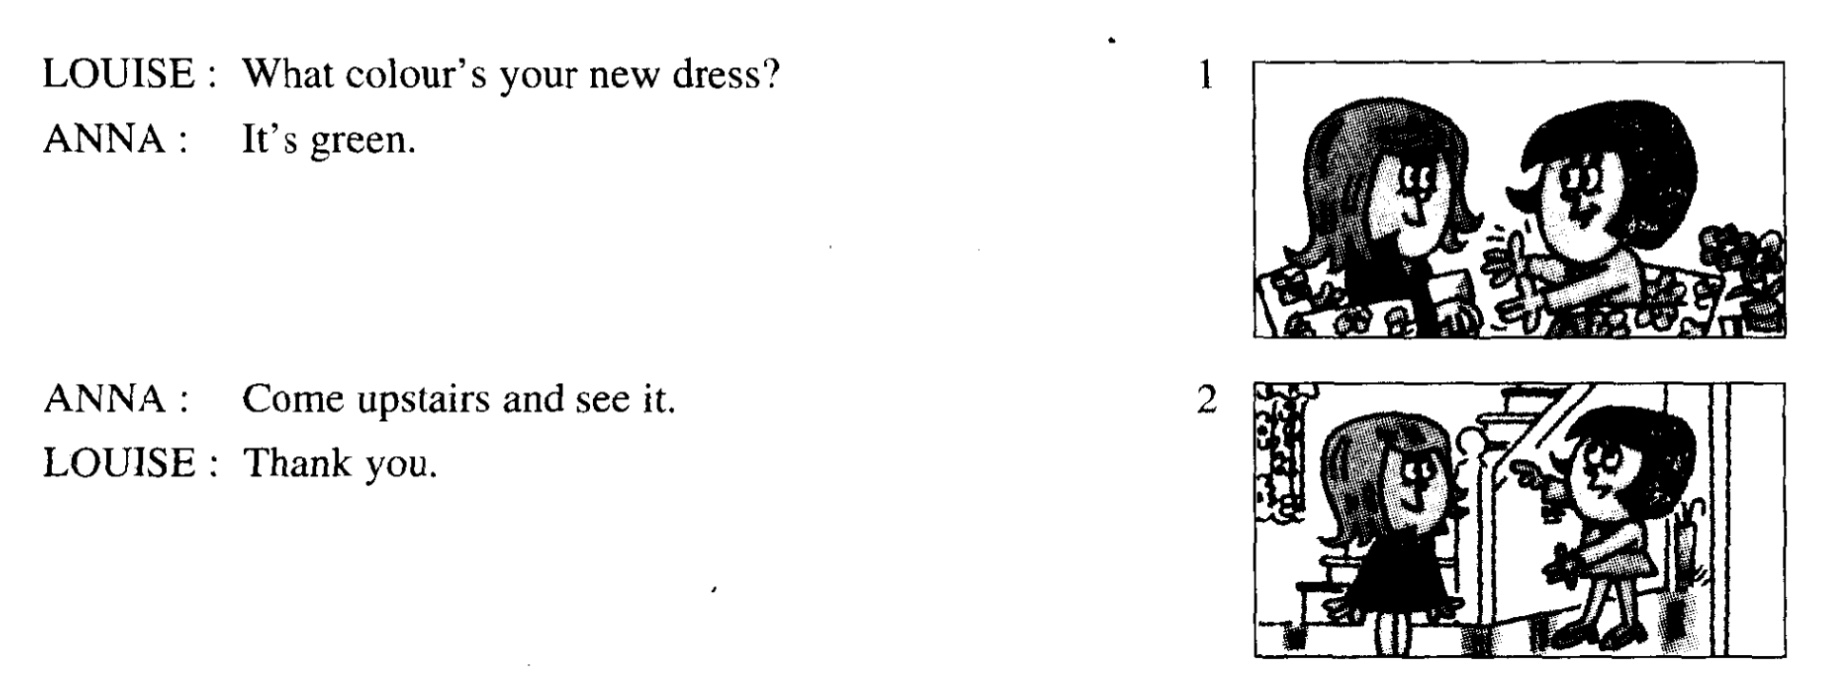 LOUISE : What colour's your new dress? 1
ANNA : It's green.
ANNA : Come upstairs and see it. 2
LOUISE : Thank you.